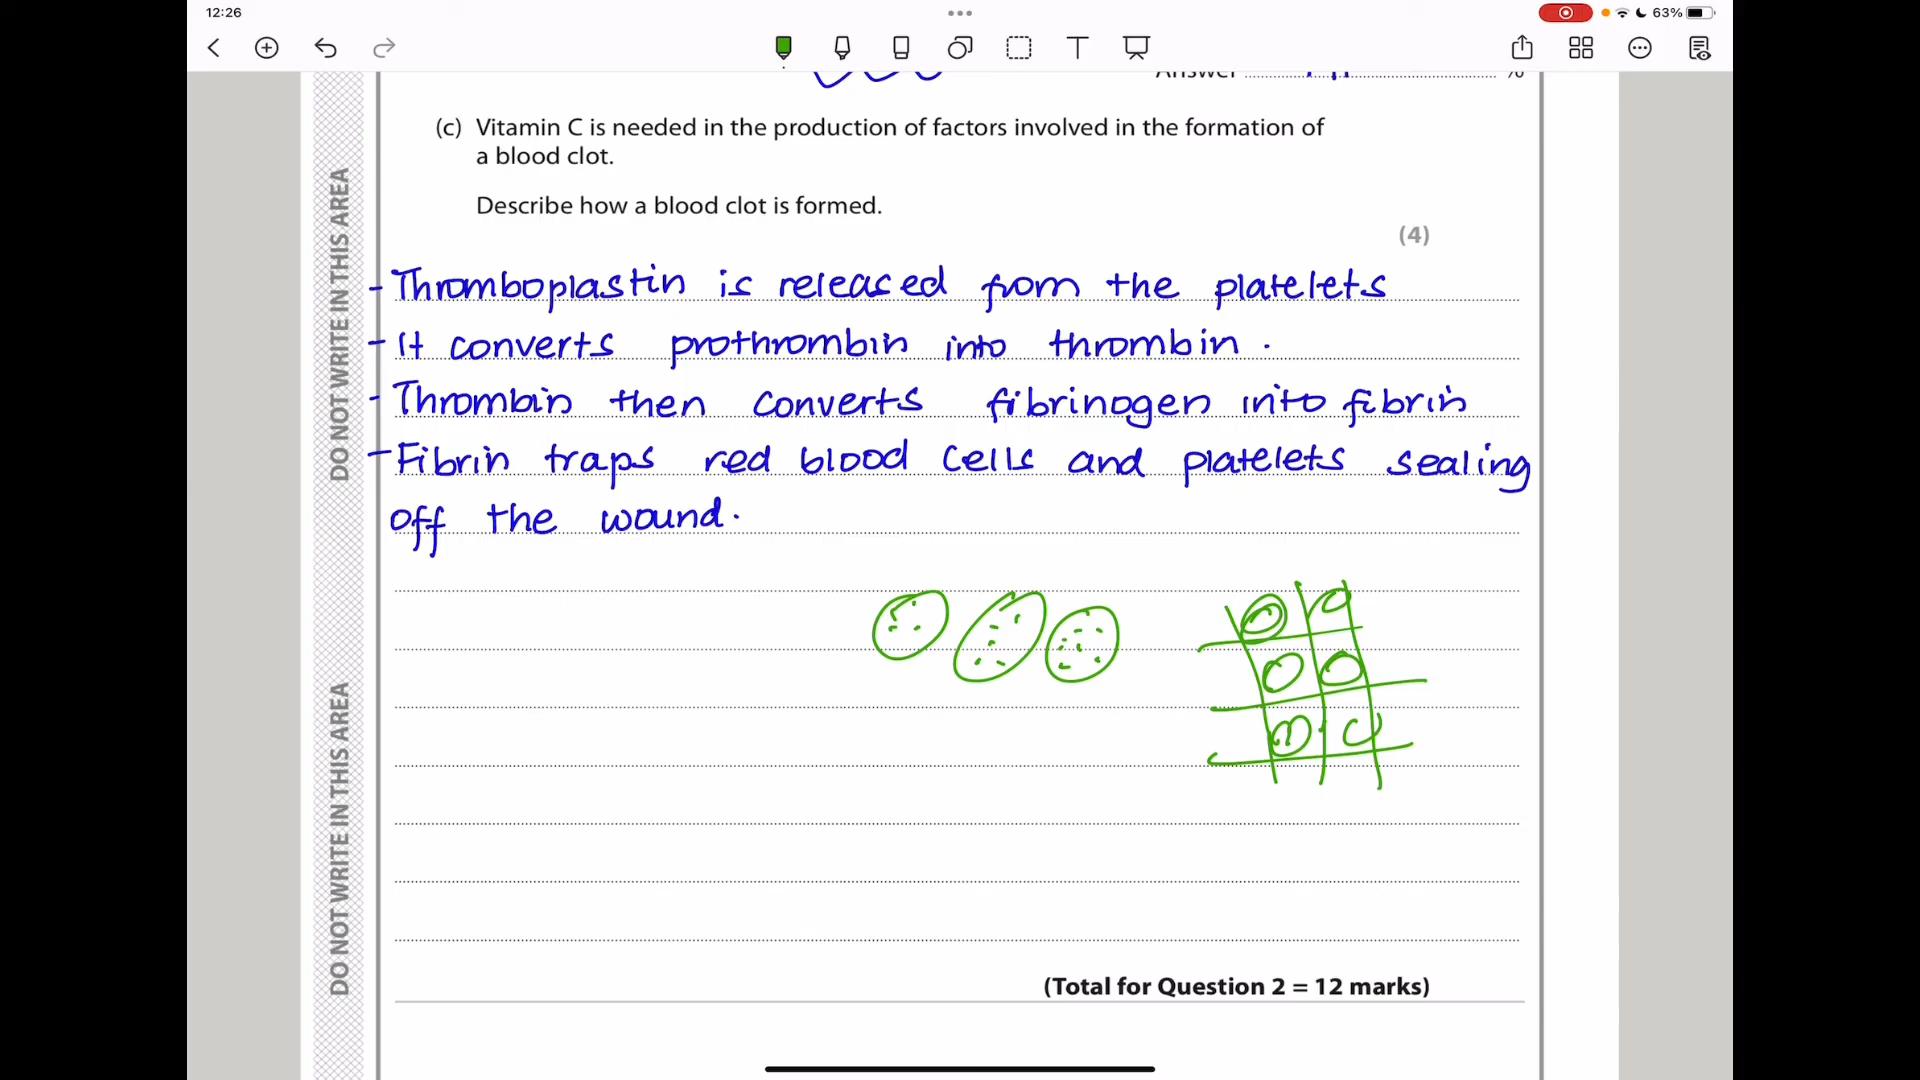 12:26
63%
Answer %
(c) Vitamin C is needed in the production of factors involved in the formation of
a blood clot.
Describe how a blood clot is formed.
(4)
- Thromboplastin is released from the platelets
- It converts prothrombin into thrombin.
- Thrombin then converts fibrinogen into fibrin
- Fibrin traps red blood cells and platelets sealing
off the wound.
(Total for Question 2 = 12 marks)
DO NOT WRITE IN THIS AREA
DO NOT WRITE IN THIS AREA